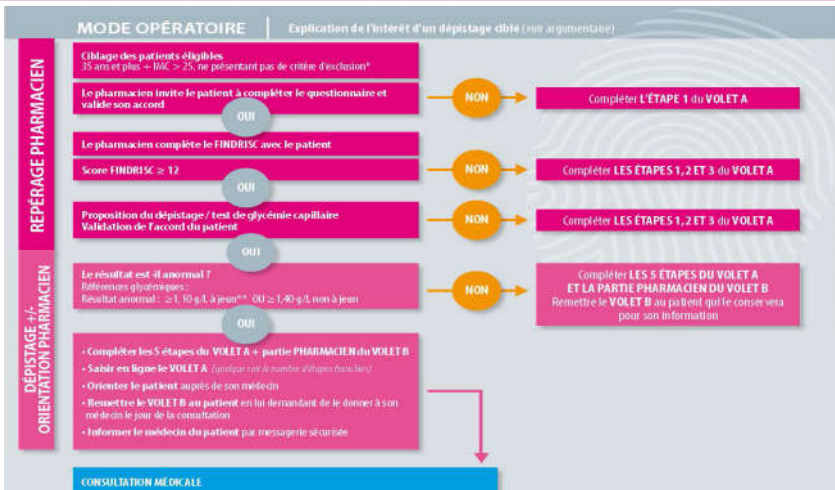 MODE OPÉRATOIRE
Explication de l'intérêt d'un dépistage ciblé (voir argumentaire)
REPÉRAGE PHARMACIEN
Ciblage des patients éligibles
35 ans et plus + IMC > 25, ne présentant pas de critère d'exclusion*
Le pharmacien invite le patient à compléter le questionnaire et
valide son accord
NON
Compléter L'ÉTAPE 1 du VOLET A
OUI
Le pharmacien complète le FINDRISC avec le patient
Score FINDRISC ≥ 12
NON
Compléter LES ÉTAPES 1, 2 ET 3 du VOLET A
OUI
Proposition du dépistage / test de glycémie capillaire
Validation de l'accord du patient
NON
Compléter LES ÉTAPES 1, 2 ET 3 du VOLET A
OUI
DÉPISTAGE +/-
ORIENTATION PHARMACIEN
Le résultat est-il anormal ?
Références glycémiques :
Résultat anormal : ≥ 1,10 g/L à jeun** OU ≥ 1,40 g/L non à jeun
NON
Compléter LES 5 ÉTAPES DU VOLET A
ET LA PARTIE PHARMACIEN DU VOLET B
Remettre le VOLET B au patient qui le conservera
pour son information
OUI
• Compléter les 5 étapes du VOLET A + partie PHARMACIEN du VOLET B
• Saisir en ligne le VOLET A (quelque soit le nombre d'étapes franchies)
• Orienter le patient auprès de son médecin
• Remettre le VOLET B au patient en lui demandant de le donner à son
médecin le jour de la consultation
• Informer le médecin du patient par messagerie sécurisée
CONSULTATION MÉDICALE